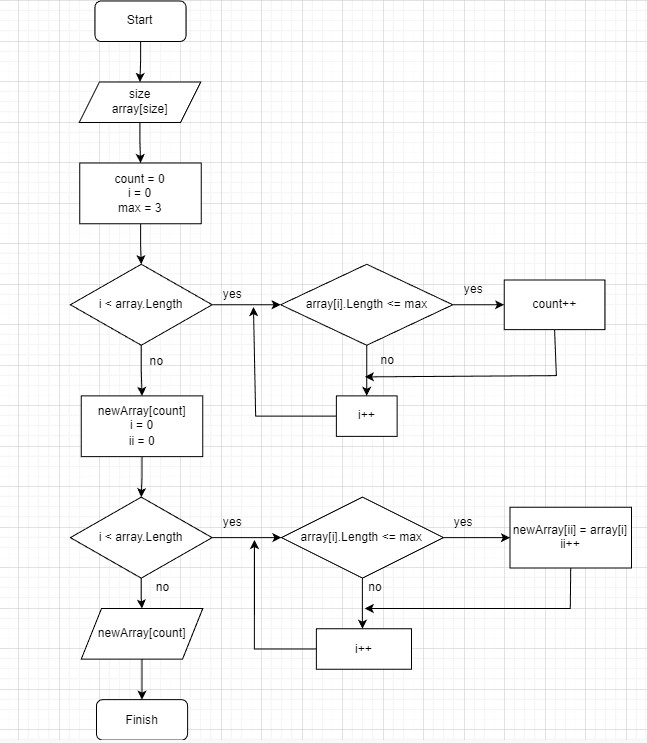 Start
size
array[size]
count = 0
i = 0
max = 3
i < array.Length
yes
array[i].Length <= max
yes
count++
no
no
i++
newArray[count]
i = 0
ii = 0
i < array.Length
yes
array[i].Length <= max
yes
newArray[ii] = array[i]
ii++
no
no
newArray[count]
i++
Finish